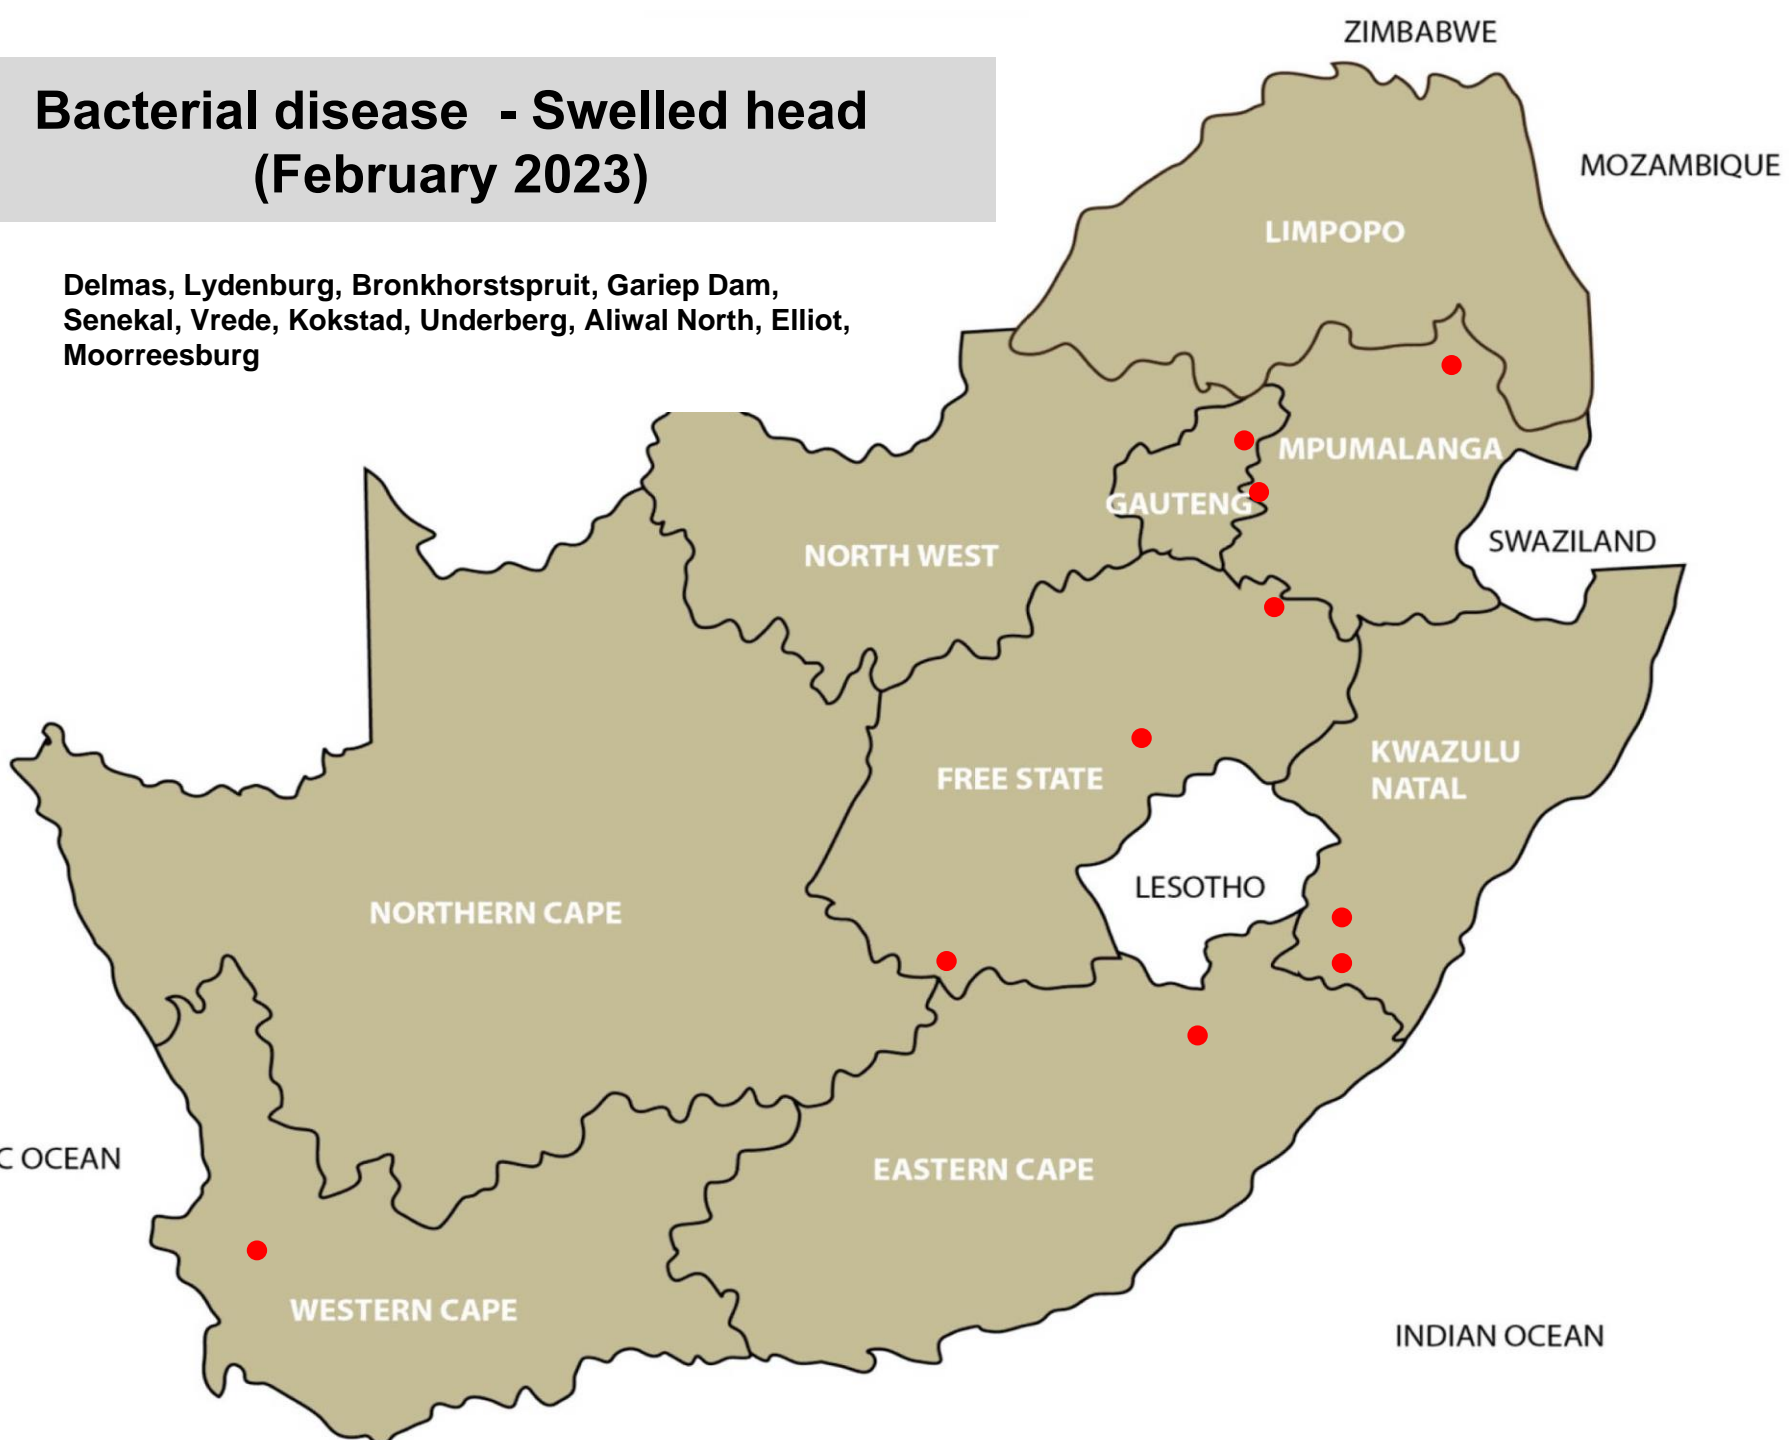 Bacterial disease  - Swelled head
(February 2023)
Delmas, Lydenburg, Bronkhorstspruit, Gariep Dam,
Senekal, Vrede, Kokstad, Underberg, Aliwal North, Elliot,
Moorreesburg
ZIMBABWE
MOZAMBIQUE
LIMPOPO
MPUMALANGA
GAUTENG
SWAZILAND
NORTH WEST
KWAZULU
NATAL
FREE STATE
LESOTHO
NORTHERN CAPE
C OCEAN
EASTERN CAPE
WESTERN CAPE
INDIAN OCEAN